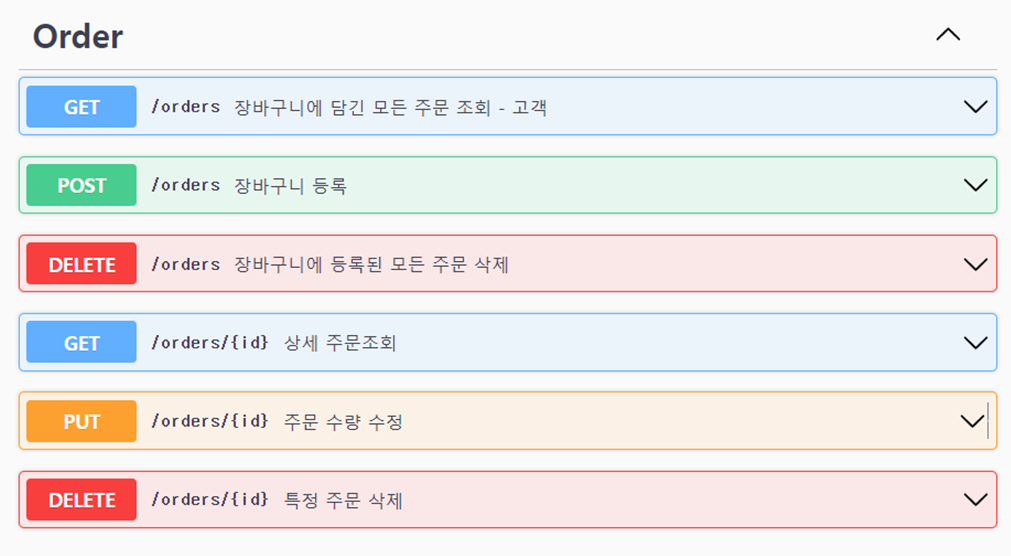 Order
GET /orders 장바구니에 담긴 모든 주문 조회 - 고객
POST /orders 장바구니 등록
DELETE /orders 장바구니에 등록된 모든 주문 삭제
GET /orders/{id} 상세 주문조회
PUT /orders/{id} 주문 수량 수정
DELETE /orders/{id} 특정 주문 삭제